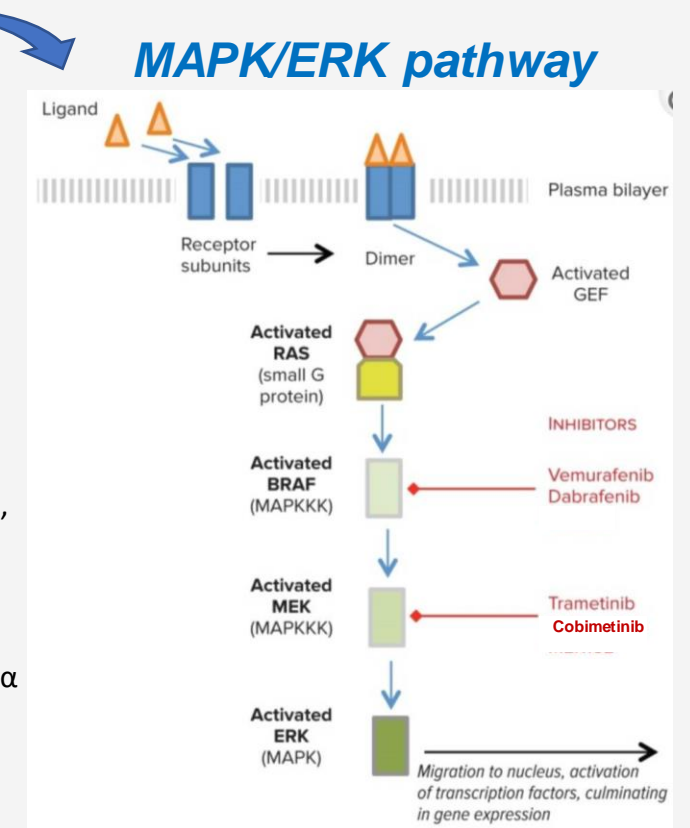 MAPK/ERK pathway
Ligand
Plasma bilayer
Receptor
subunits
Dimer
Activated
GEF
Activated
RAS
(small G
protein)
INHIBITORS
Activated
BRAF
(MAPKKK)
Vemurafenib
Dabrafenib
,
Activated
MEK
(MAPKKK)
Trametinib
Cobimetinib
α
Activated
ERK
(MAPK)
Migration to nucleus, activation
of transcription factors, culminating
in gene expression